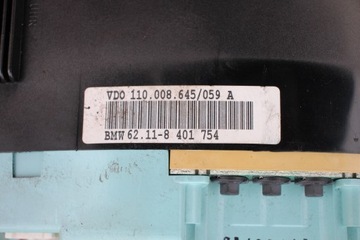 VDO 110.008.645/059 A
BMW 62.11-8 401 754